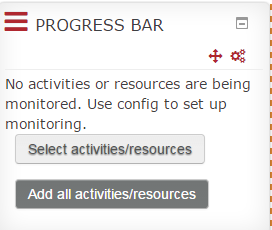 PROGRESS BAR
No activities or resources are being
monitored. Use config to set up
monitoring.
Select activities/resources
Add all activities/resources